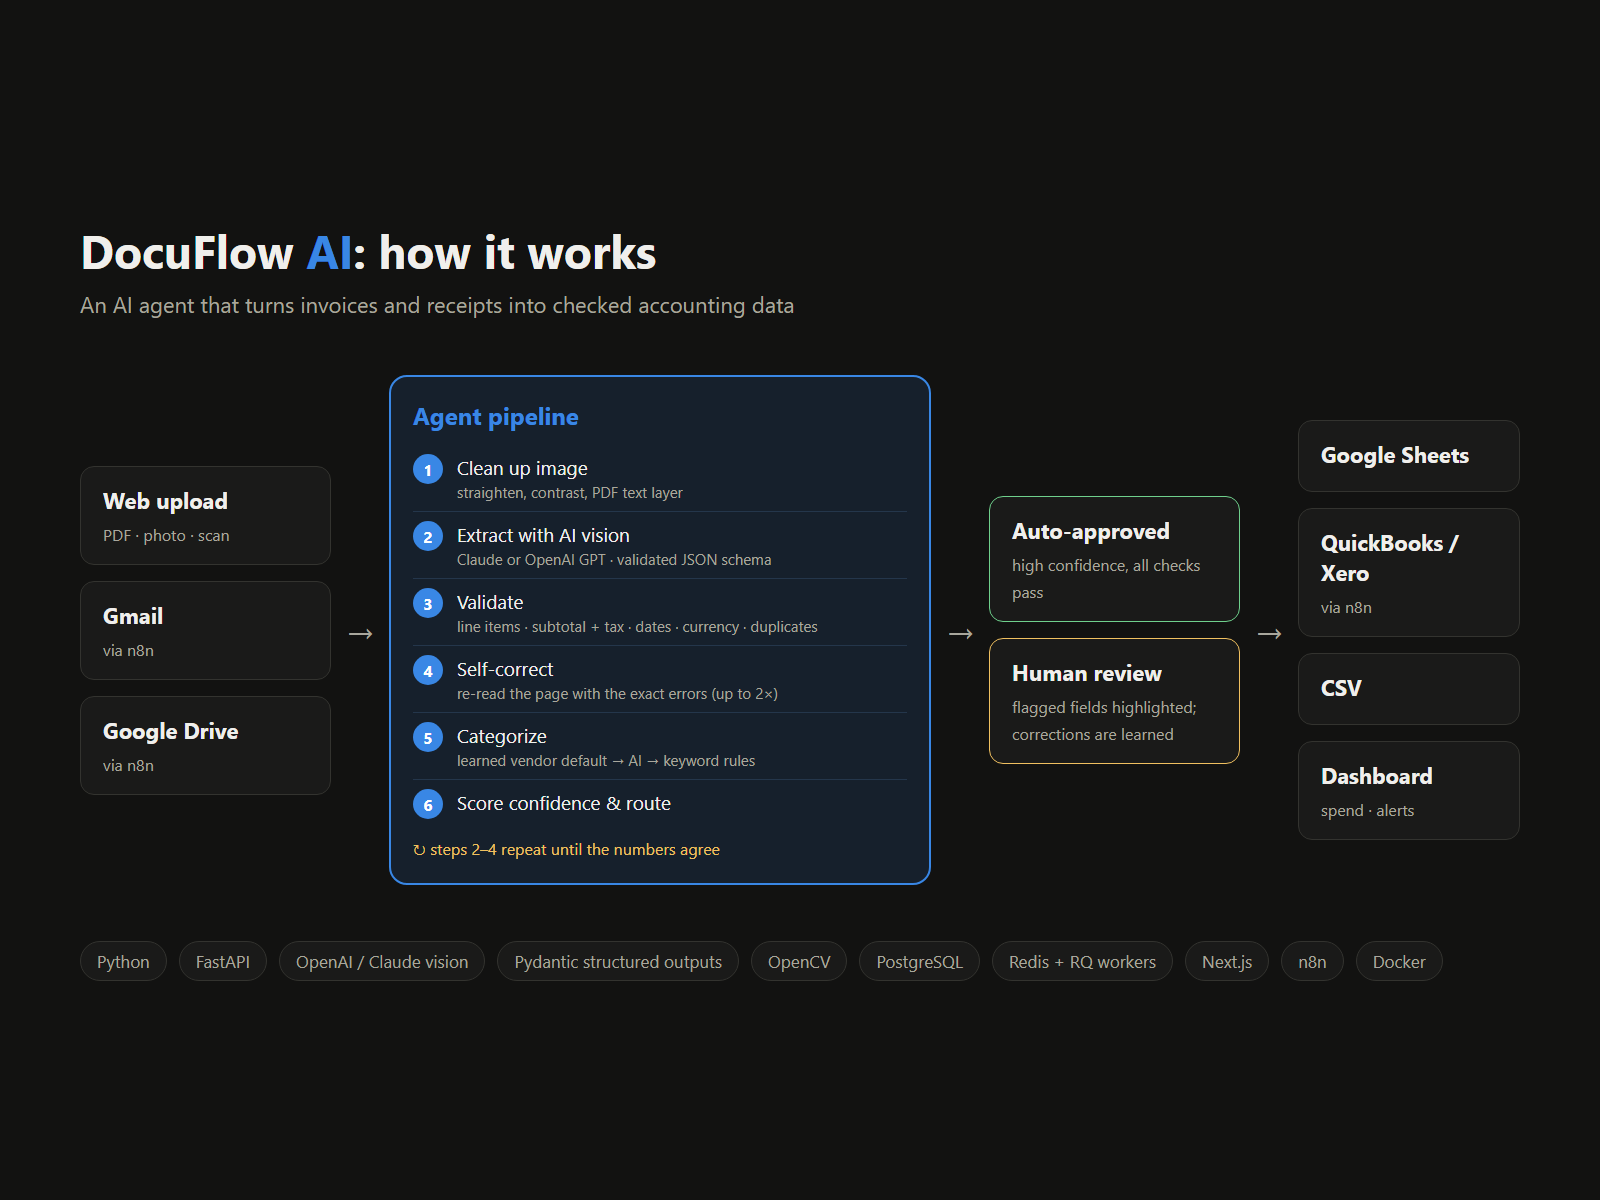 DocuFlow AI: how it works
An AI agent that turns invoices and receipts into checked accounting data
Web upload
PDF · photo · scan
Gmail
via n8n
Google Drive
via n8n
→
Agent pipeline
1 Clean up image
straighten, contrast, PDF text layer
2 Extract with AI vision
Claude or OpenAI GPT · validated JSON schema
3 Validate
line items · subtotal + tax · dates · currency · duplicates
4 Self-correct
re-read the page with the exact errors (up to 2×)
5 Categorize
learned vendor default → AI → keyword rules
6 Score confidence & route
↻ steps 2–4 repeat until the numbers agree
→
Auto-approved
high confidence, all checks
pass
Human review
flagged fields highlighted;
corrections are learned
→
Google Sheets
QuickBooks /
Xero
via n8n
CSV
Dashboard
spend · alerts
Python FastAPI OpenAI / Claude vision Pydantic structured outputs OpenCV PostgreSQL Redis + RQ workers Next.js n8n Docker